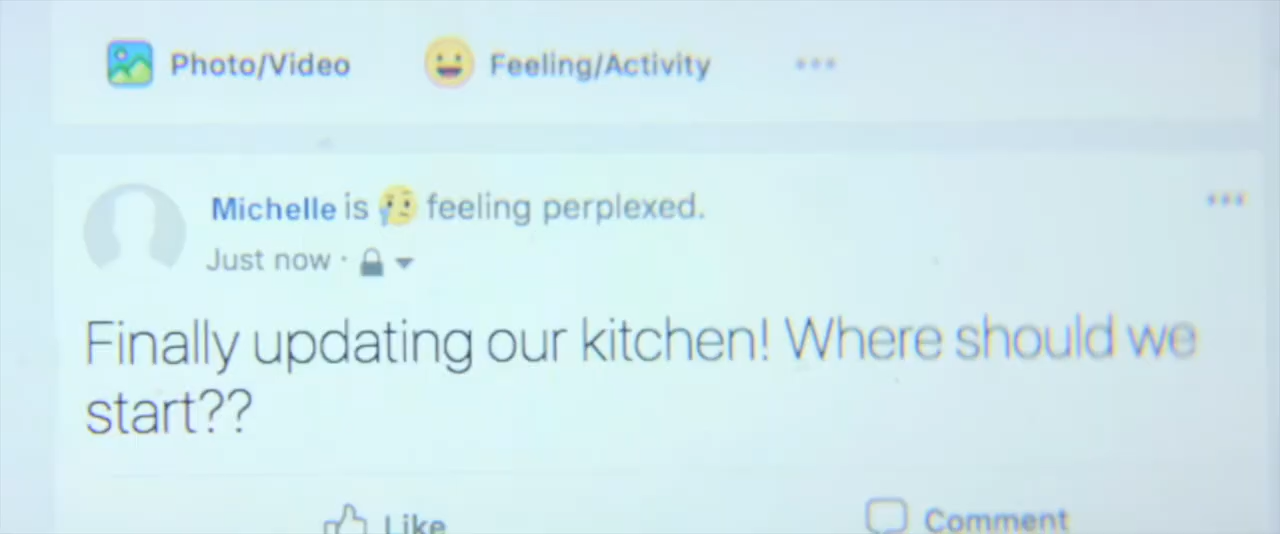 Photo/Video Feeling/Activity
Michelle is feeling perplexed.
Just now ·
Finally updating our kitchen! Where should we
start??
Like Comment